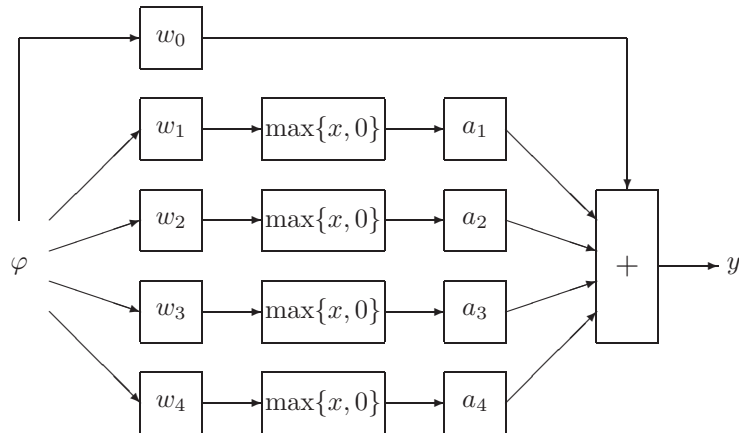 w₀
w₁ max{x, 0} a₁
w₂ max{x, 0} a₂
φ + y
w₃ max{x, 0} a₃
w₄ max{x, 0} a₄